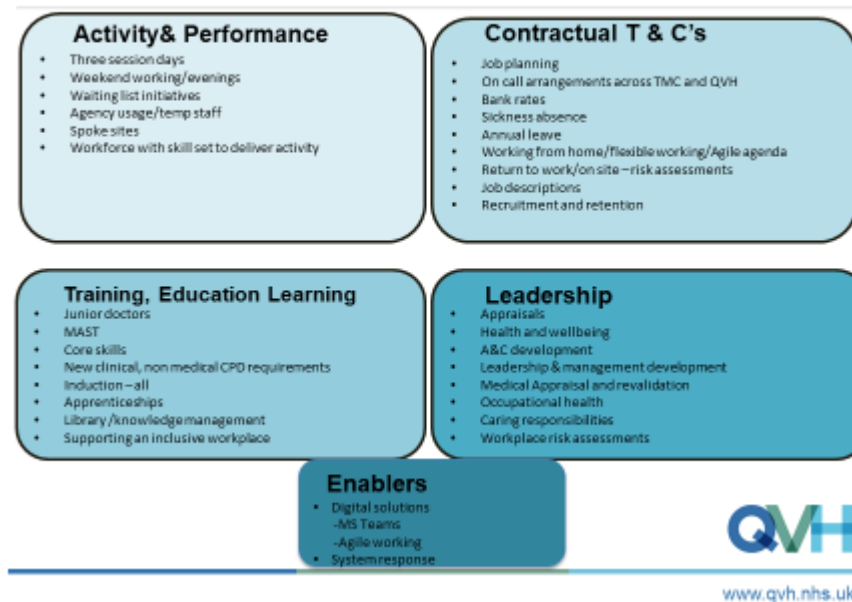 Activity& Performance
• Three session days
• Weekend working/evenings
• Waiting list initiatives
• Agency usage/temp staff
• Spoke sites
• Workforce with skill set to deliver activity
Contractual T & C's
• Job planning
• On call arrangements across TMC and QVH
• Bank rates
• Sickness absence
• Annual leave
• Working from home/flexible working/Agile agenda
• Return to work/on site – risk assessments
• Job descriptions
• Recruitment and retention
Training, Education Learning
• Junior doctors
• MAST
• Core skills
• New clinical, non medical CPD requirements
• Induction – all
• Apprenticeships
• Library /knowledge management
• Supporting an inclusive workplace
Leadership
• Appraisals
• Health and wellbeing
• A&C development
• Leadership & management development
• Medical Appraisal and revalidation
• Occupational health
• Caring responsibilities
• Workplace risk assessments
Enablers
• Digital solutions
-MS Teams
-Agile working
• System response
QVH
www.qvh.nhs.uk